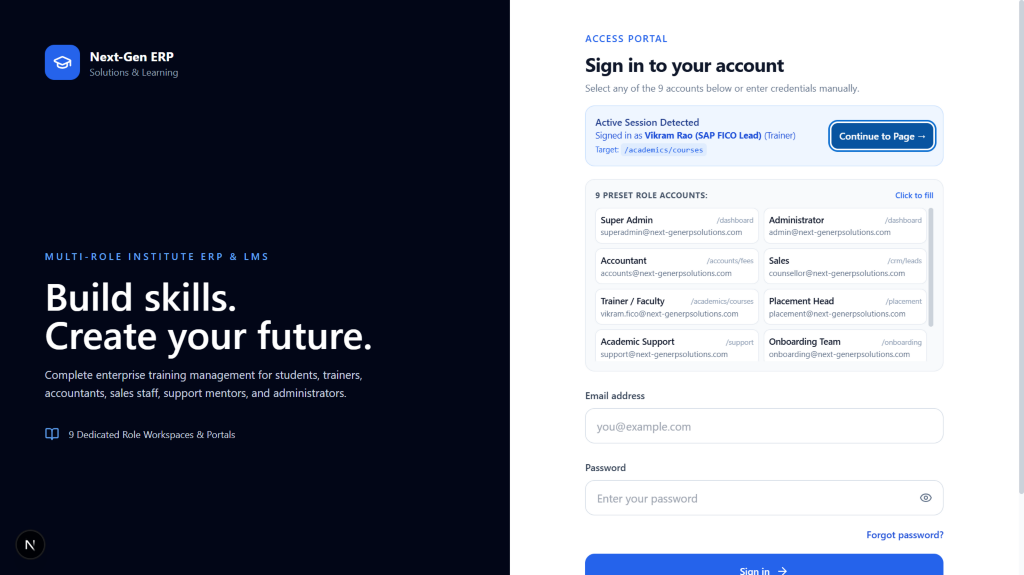 Next-Gen ERP
Solutions & Learning
MULTI-ROLE INSTITUTE ERP & LMS
Build skills.
Create your future.
Complete enterprise training management for students, trainers,
accountants, sales staff, support mentors, and administrators.
9 Dedicated Role Workspaces & Portals
N
ACCESS PORTAL
Sign in to your account
Select any of the 9 accounts below or enter credentials manually.
Active Session Detected
Signed in as Vikram Rao (SAP FICO Lead) (Trainer)
Target: /academics/courses
Continue to Page →
9 PRESET ROLE ACCOUNTS:
Click to fill
Super Admin /dashboard
superadmin@next-generpsolutions.com
Administrator /dashboard
admin@next-generpsolutions.com
Accountant /accounts/fees
accounts@next-generpsolutions.com
Sales /crm/leads
counsellor@next-generpsolutions.com
Trainer / Faculty /academics/courses
vikram.fico@next-generpsolutions.com
Placement Head /placement
placement@next-generpsolutions.com
Academic Support /support
support@next-generpsolutions.com
Onboarding Team /onboarding
onboarding@next-generpsolutions.com
Email address
you@example.com
Password
Enter your password
Forgot password?
Sign in →